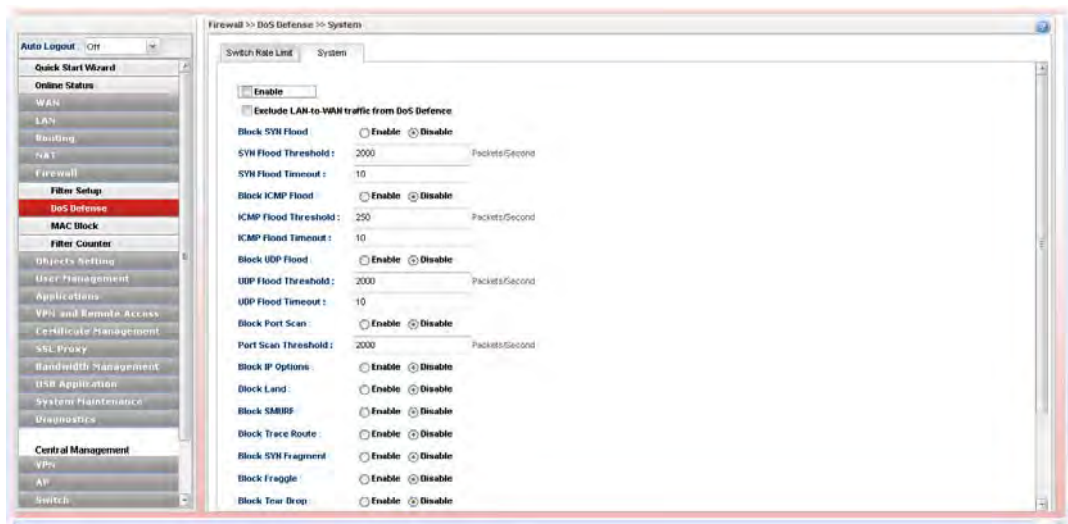 Firewall >> DoS Defense >> System
Auto Logout : Off
Quick Start Wizard
Online Status
WAN
LAN
Routing
NAT
Firewall
Filter Setup
DoS Defense
MAC Block
Filter Counter
Objects Setting
User Management
Applications
VPN and Remote Access
Certificate Management
SSL Proxy
Bandwidth Management
USB Application
System Maintenance
Diagnostics
Central Management
VPN
AP
Switch
Switch Rate Limit System
Enable
Exclude LAN-to-WAN traffic from DoS Defence
Block SYN Flood : Enable Disable
SYN Flood Threshold : 2000 Packets/Second
SYN Flood Timeout : 10
Block ICMP Flood : Enable Disable
ICMP Flood Threshold : 250 Packets/Second
ICMP Flood Timeout : 10
Block UDP Flood : Enable Disable
UDP Flood Threshold : 2000 Packets/Second
UDP Flood Timeout : 10
Block Port Scan : Enable Disable
Port Scan Threshold : 2000 Packets/Second
Block IP Options : Enable Disable
Block Land : Enable Disable
Block SMURF : Enable Disable
Block Trace Route : Enable Disable
Block SYN Fragment : Enable Disable
Block Fraggle : Enable Disable
Block Tear Drop : Enable Disable